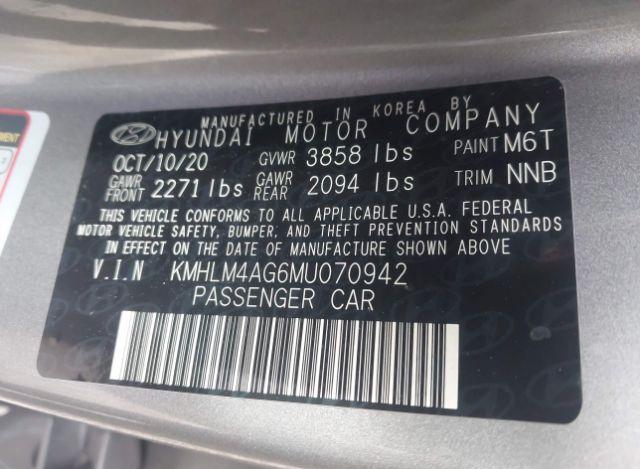 MANUFACTURED IN KOREA BY
HYUNDAI MOTOR COMPANY
OCT/10/20 GVWR 3858 lbs PAINT M6T
GAWR FRONT 2271 lbs GAWR REAR 2094 lbs TRIM NNB
THIS VEHICLE CONFORMS TO ALL APPLICABLE U.S.A. FEDERAL
MOTOR VEHICLE SAFETY, BUMPER, AND THEFT PREVENTION STANDARDS
IN EFFECT ON THE DATE OF MANUFACTURE SHOWN ABOVE
V.I.N KMHLM4AG6MU070942
PASSENGER CAR